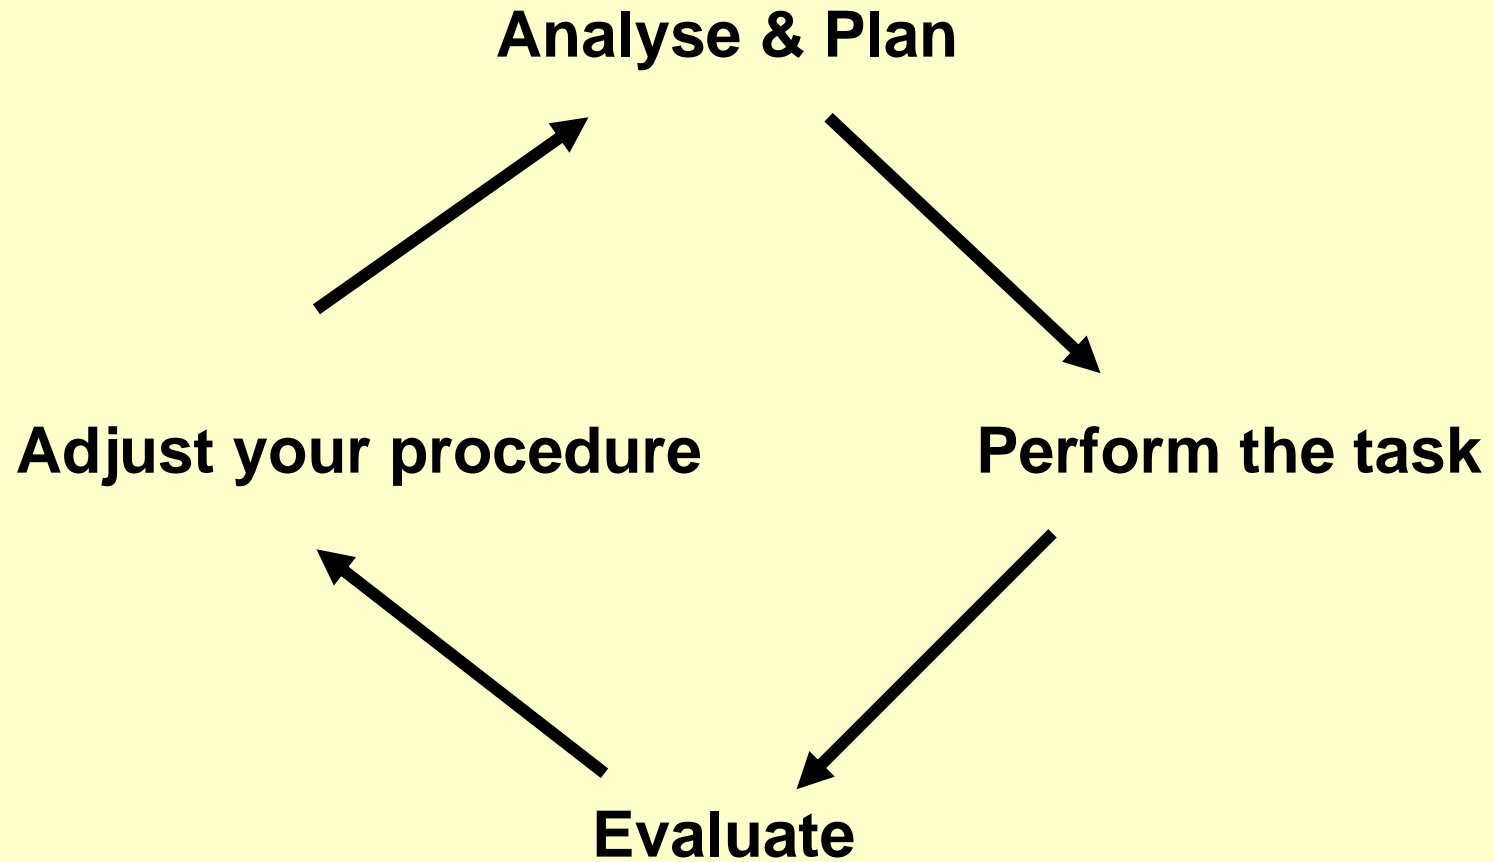 Analyse & Plan
Adjust your procedure
Perform the task
Evaluate